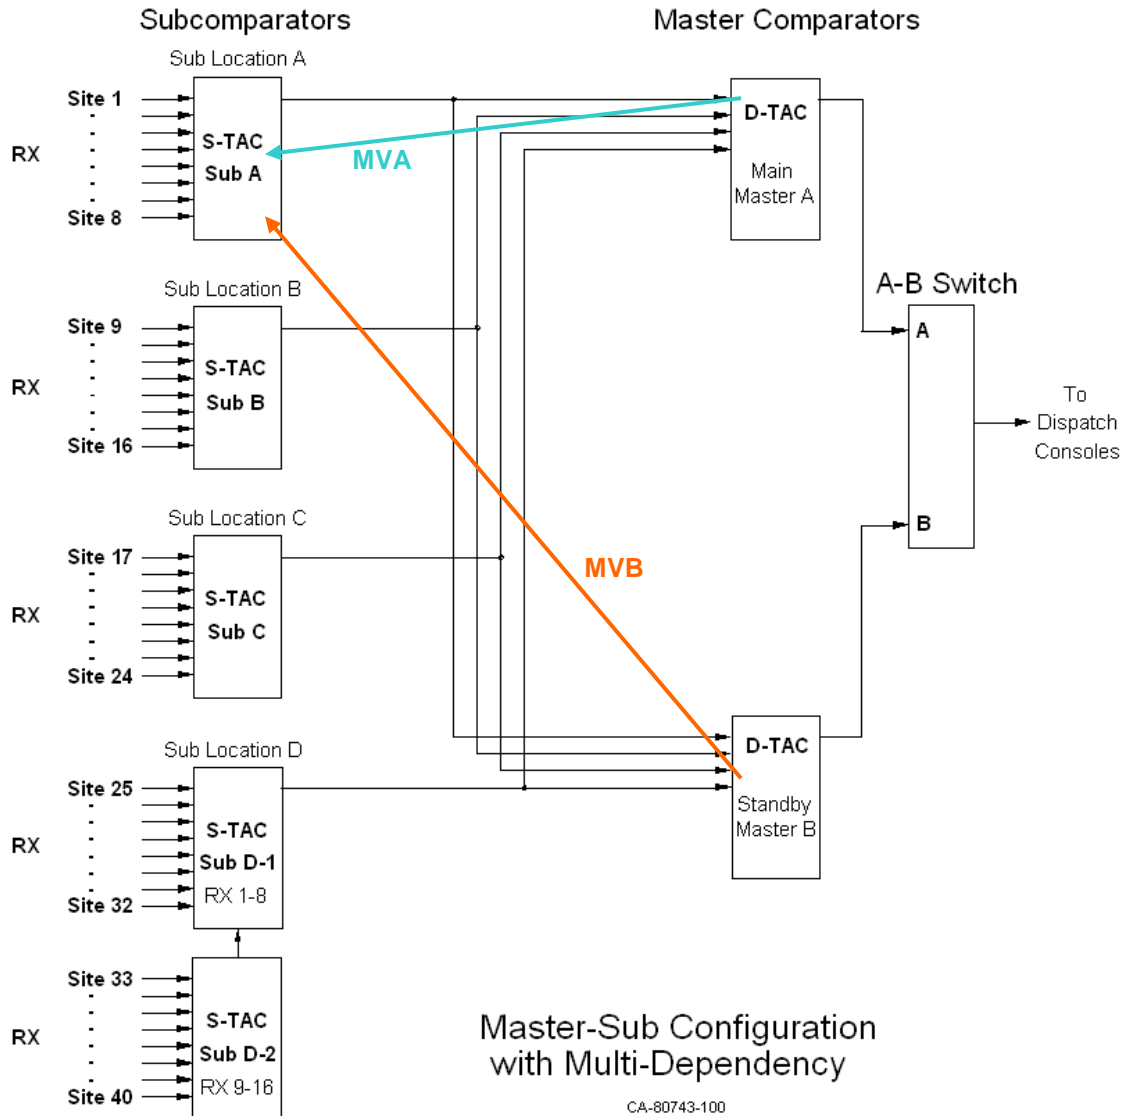 Subcomparators
Master Comparators
Sub Location A
Site 1
RX
Site 8
S-TAC
Sub A
MVA
D-TAC
Main
Master A
Sub Location B
Site 9
RX
Site 16
S-TAC
Sub B
A-B Switch
A
B
To
Dispatch
Consoles
Sub Location C
Site 17
RX
Site 24
S-TAC
Sub C
MVB
D-TAC
Standby
Master B
Sub Location D
Site 25
RX
Site 32
S-TAC
Sub D-1
RX 1-8
Site 33
RX
Site 40
S-TAC
Sub D-2
RX 9-16
Master-Sub Configuration
with Multi-Dependency
CA-80743-100